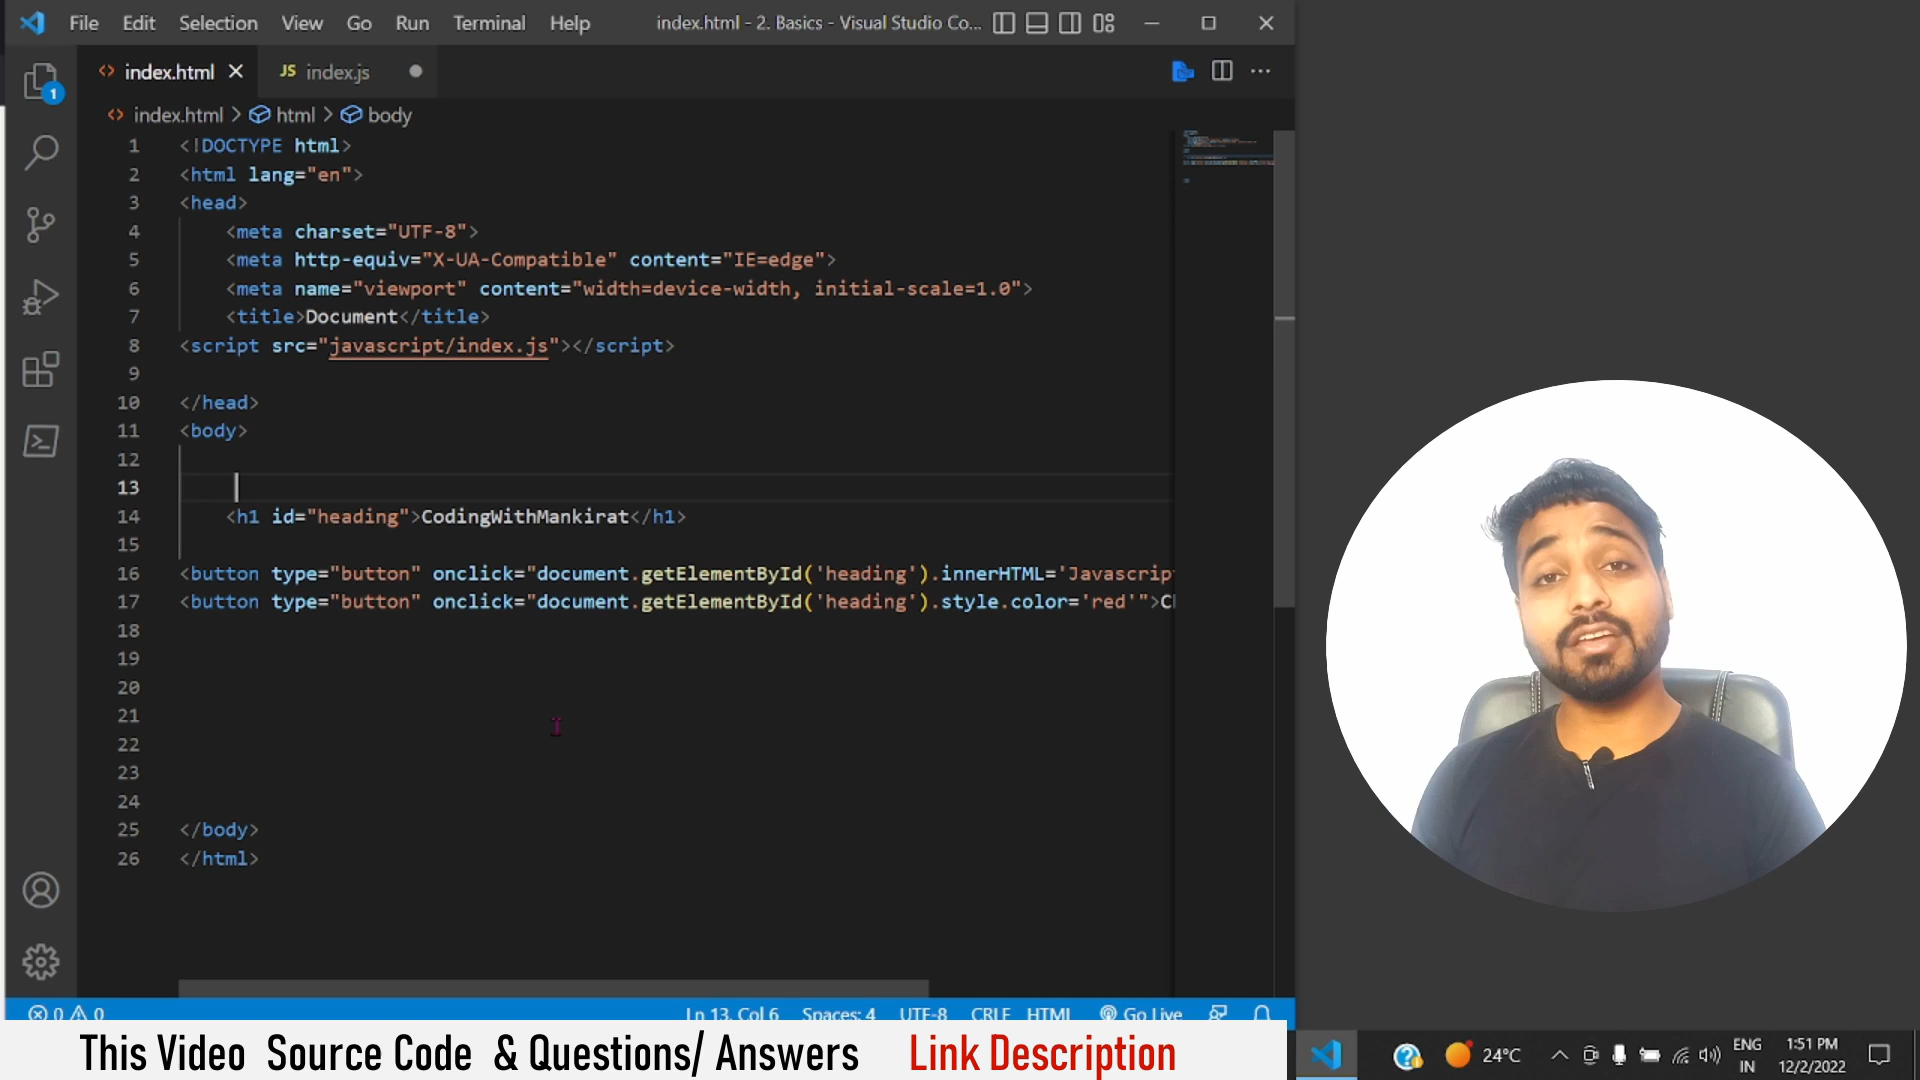 File Edit Selection View Go Run Terminal Help index.html - 2. Basics - Visual Studio Co...
index.html JS index.js
1
index.html > html > body
1 <!DOCTYPE html>
2 <html lang="en">
3 <head>
4 <meta charset="UTF-8">
5 <meta http-equiv="X-UA-Compatible" content="IE=edge">
6 <meta name="viewport" content="width=device-width, initial-scale=1.0">
7 <title>Document</title>
8 <script src="javascript/index.js"></script>
9
10 </head>
11 <body>
12
13
14 <h1 id="heading">CodingWithMankirat</h1>
15
16 <button type="button" onclick="document.getElementById('heading').innerHTML='Javascrip
17 <button type="button" onclick="document.getElementById('heading').style.color='red'">C
18
19
20
21
22
23
24
25 </body>
26 </html>
0 0 Ln 13, Col 6 Spaces: 4 UTF-8 CRLF HTML Go Live
This Video Source Code & Questions/ Answers Link Description
24°C ENG IN 1:51 PM 12/2/2022